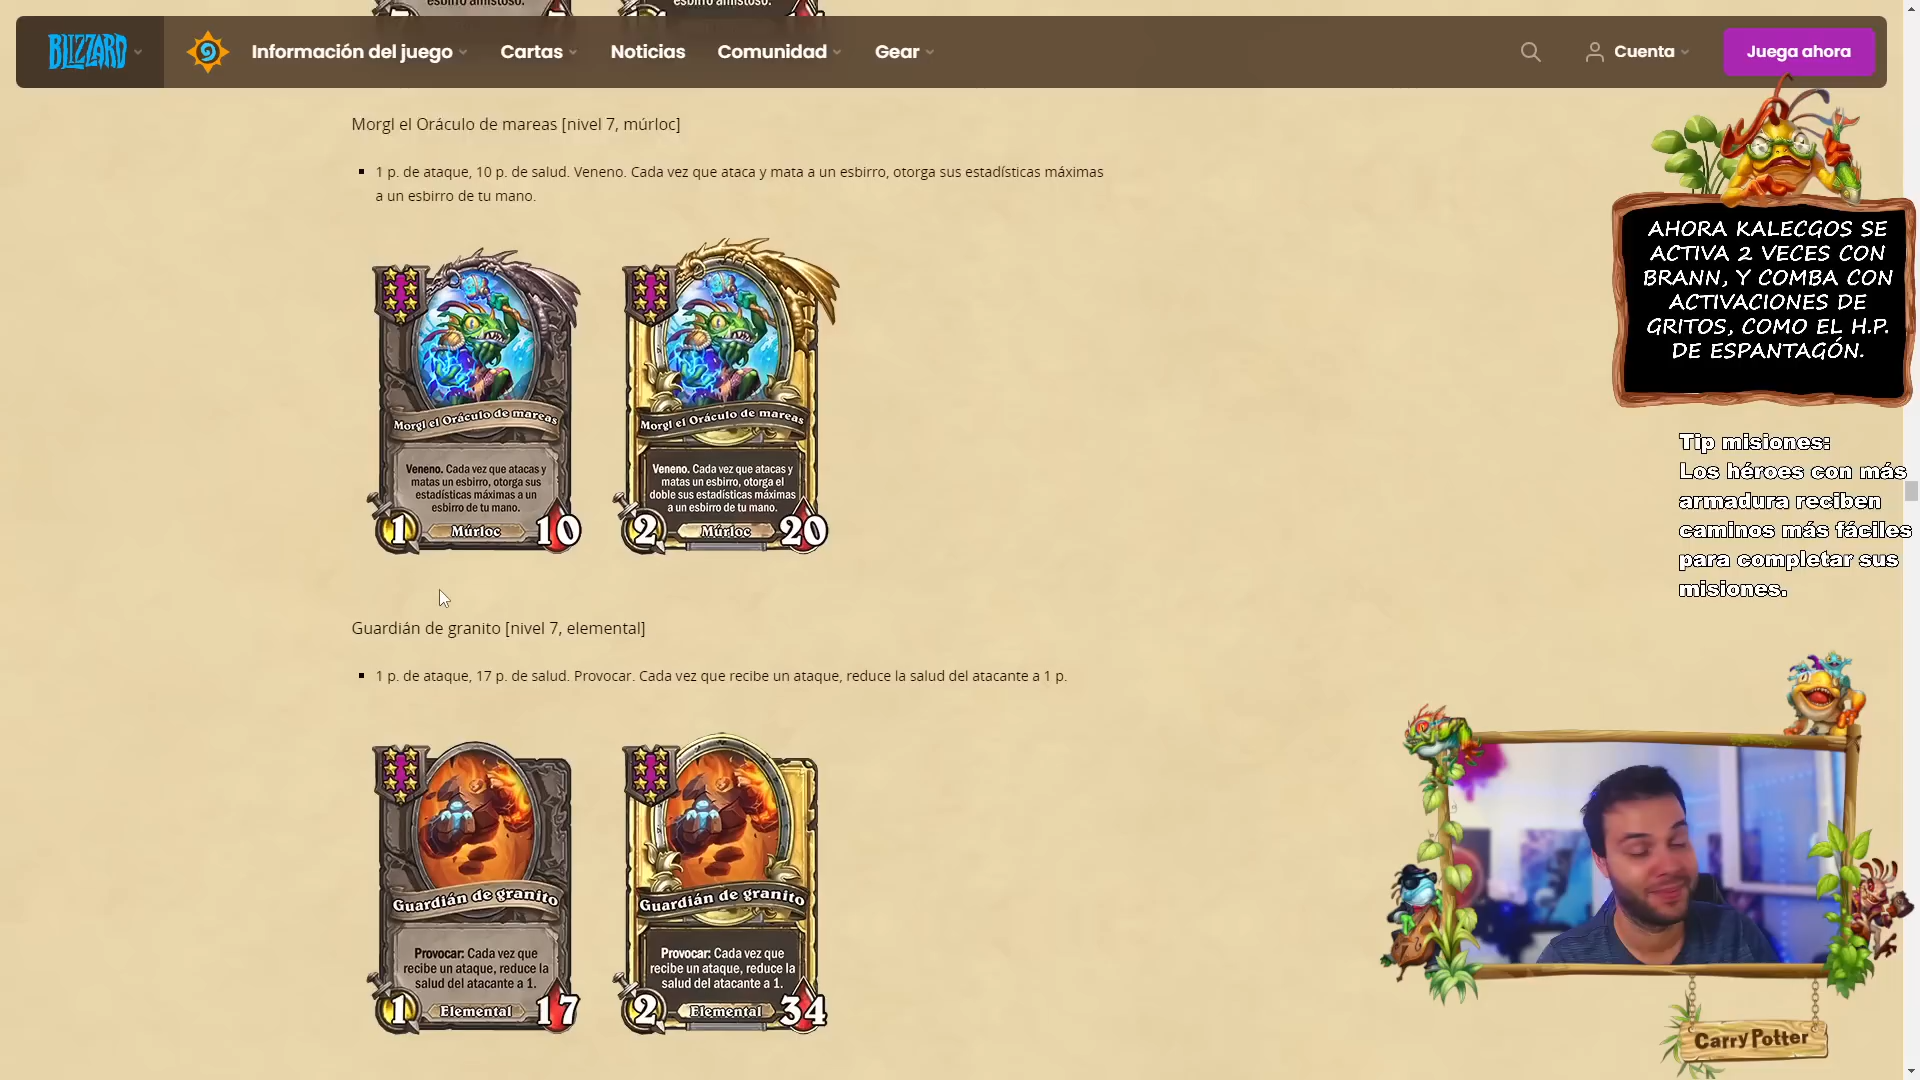 esbirro amistoso.
esbirro amistoso.
BLIZZARD
Información del juego
Cartas
Noticias
Comunidad
Gear
Cuenta
Juega ahora
Morgl el Oráculo de mareas [nivel 7, múrloc]
1 p. de ataque, 10 p. de salud. Veneno. Cada vez que ataca y mata a un esbirro, otorga sus estadísticas máximas
a un esbirro de tu mano.
Morgl el Oráculo de mareas
Veneno. Cada vez que atacas y
matas un esbirro, otorga sus
estadísticas máximas a un
esbirro de tu mano.
1
Múrloc
10
Morgl el Oráculo de mareas
Veneno. Cada vez que atacas y
matas un esbirro, otorga el
doble sus estadísticas máximas
a un esbirro de tu mano.
2
Múrloc
20
Guardián de granito [nivel 7, elemental]
1 p. de ataque, 17 p. de salud. Provocar. Cada vez que recibe un ataque, reduce la salud del atacante a 1 p.
Guardián de granito
Provocar: Cada vez que
recibe un ataque, reduce la
salud del atacante a 1.
1
Elemental
17
Guardián de granito
Provocar: Cada vez que
recibe un ataque, reduce la
salud del atacante a 1.
2
Elemental
34
AHORA KALECGOS SE
ACTIVA 2 VECES CON
BRANN, Y COMBA CON
ACTIVACIONES DE
GRITOS, COMO EL H.P.
DE ESPANTAGÓN.
Tip misiones:
Los héroes con más
armadura reciben
caminos más fáciles
para completar sus
misiones.
CarryPotter